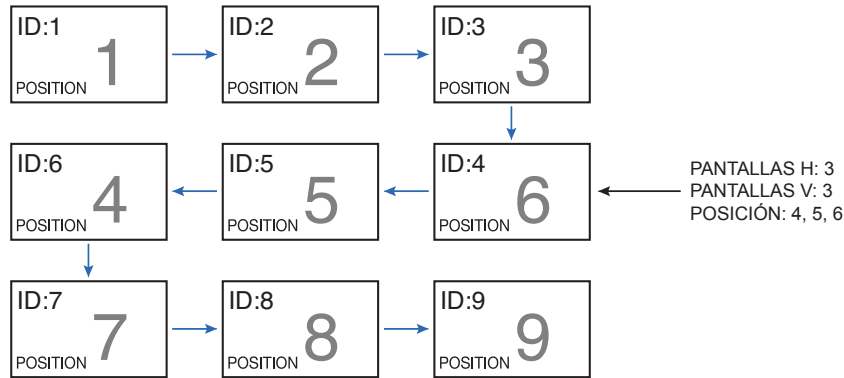 ID:1
1
POSITION
ID:2
2
POSITION
ID:3
3
POSITION
ID:6
4
POSITION
ID:5
5
POSITION
ID:4
6
POSITION
PANTALLAS H: 3
PANTALLAS V: 3
POSICIÓN: 4, 5, 6
ID:7
7
POSITION
ID:8
8
POSITION
ID:9
9
POSITION